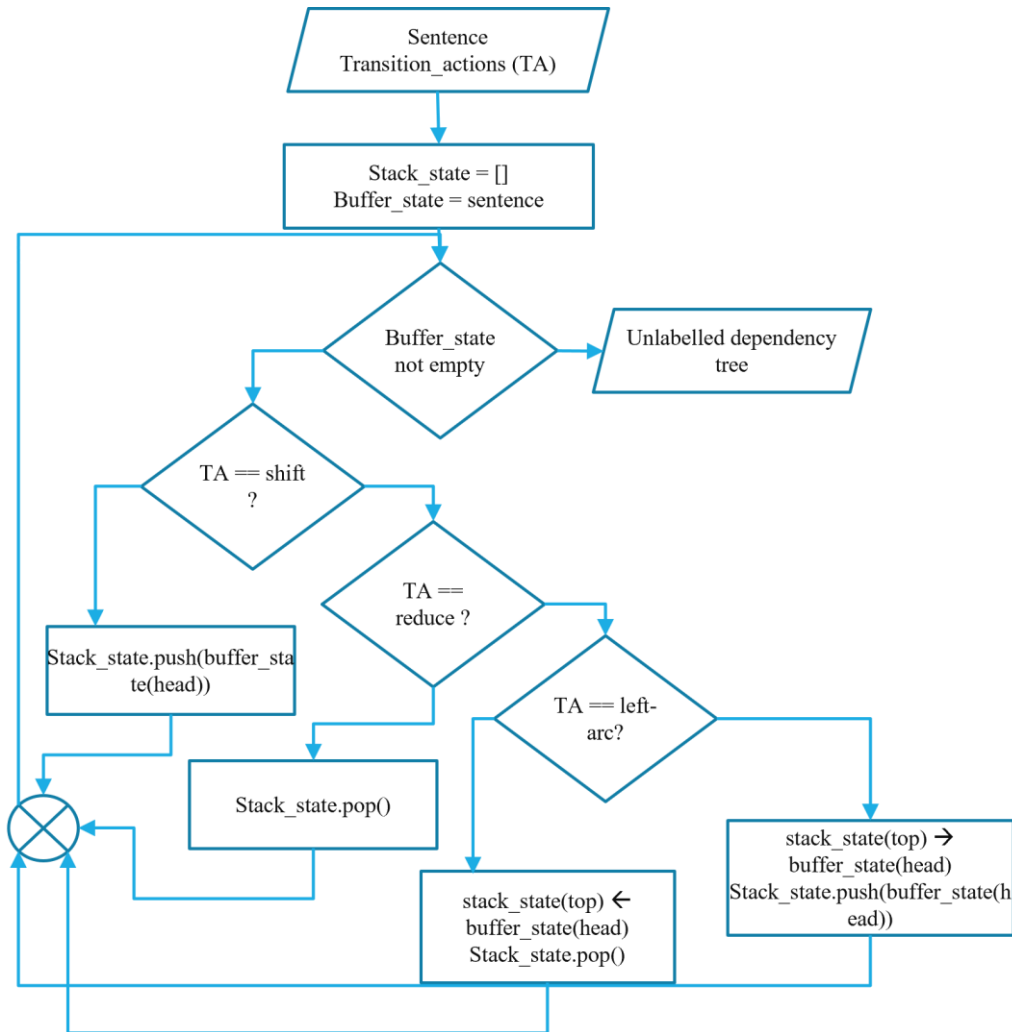 Sentence
Transition_actions (TA)
Stack_state = []
Buffer_state = sentence
Buffer_state
not empty
Unlabelled dependency
tree
TA == shift
?
TA ==
reduce ?
Stack_state.push(buffer_sta
te(head))
TA == left-
arc?
Stack_state.pop()
stack_state(top) →
buffer_state(head)
Stack_state.push(buffer_state(h
ead))
stack_state(top) ←
buffer_state(head)
Stack_state.pop()